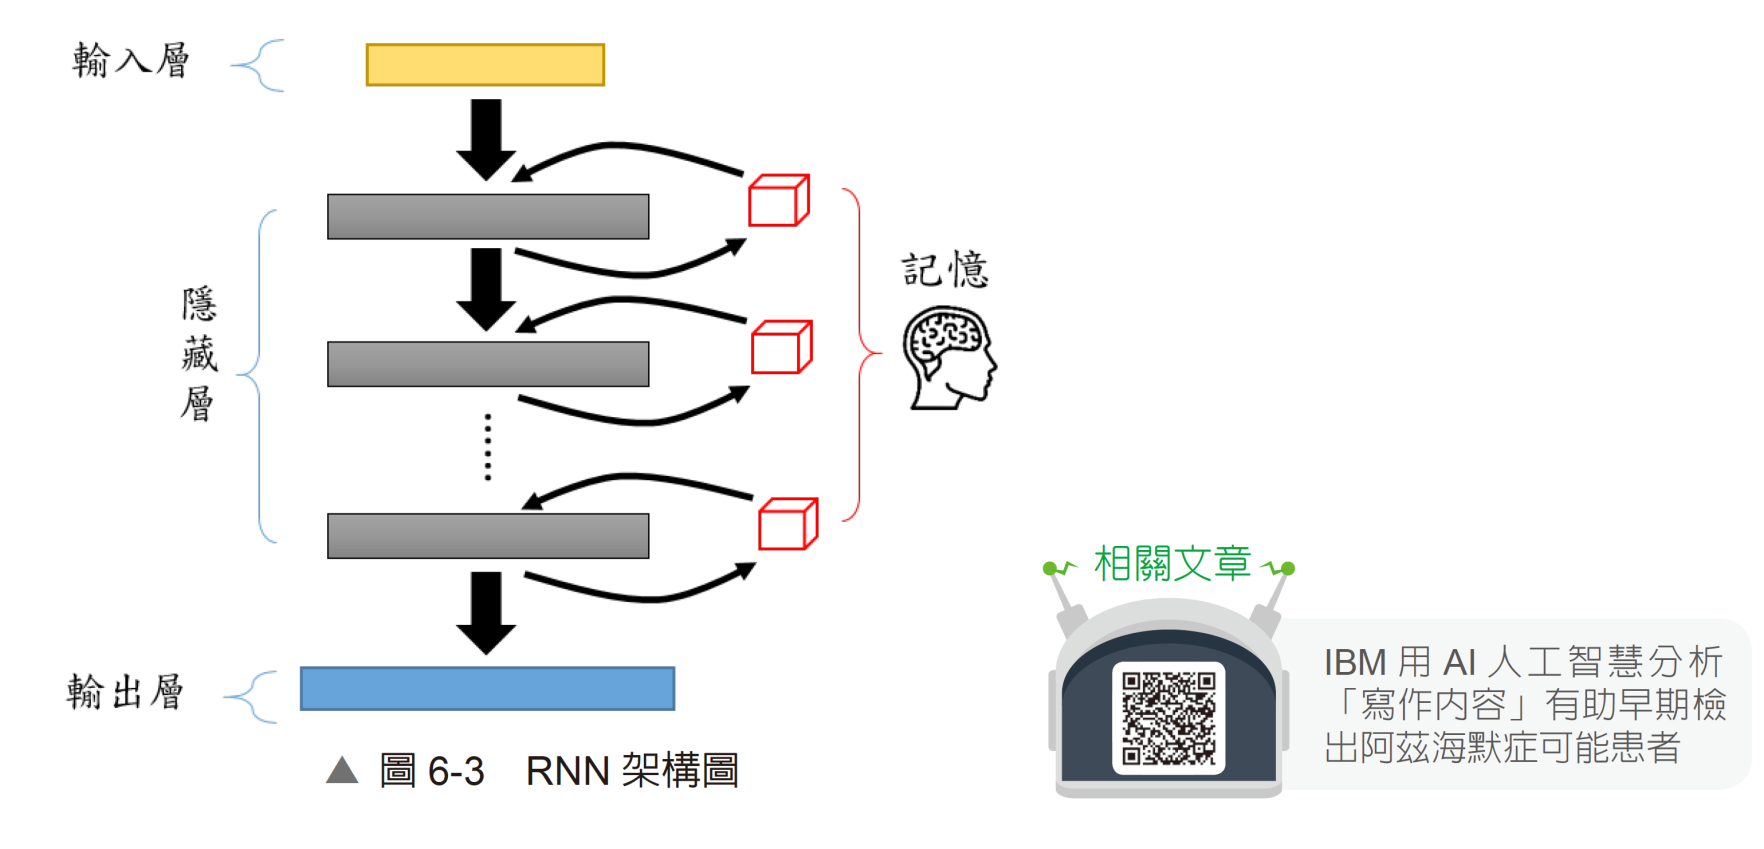 輸入層
隱藏層
記憶
輸出層
▲ 圖 6-3 RNN 架構圖
相關文章
IBM 用 AI 人工智慧分析
「寫作內容」有助早期檢
出阿茲海默症可能患者